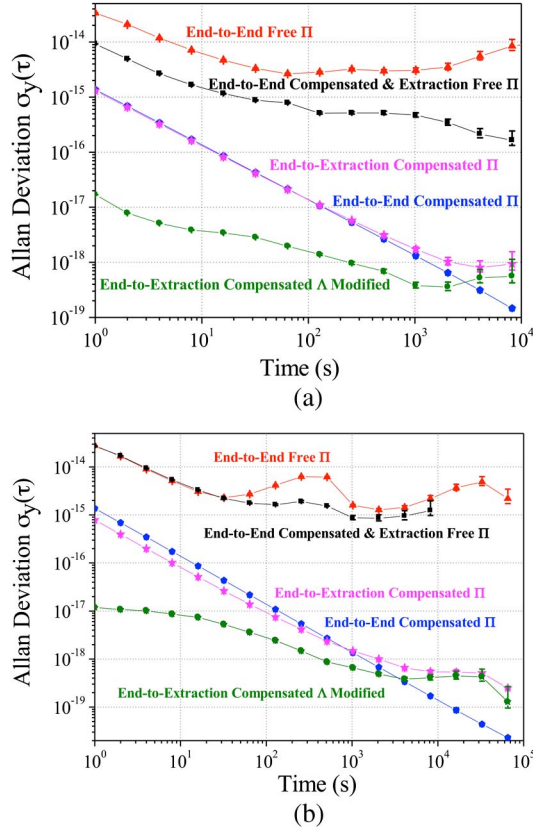 10⁻¹⁴
10⁻¹⁵
10⁻¹⁶
10⁻¹⁷
10⁻¹⁸
10⁻¹⁹
Allan Deviation σy(τ)
End-to-End Free Π
End-to-End Compensated & Extraction Free Π
End-to-Extraction Compensated Π
End-to-End Compensated Π
End-to-Extraction Compensated Λ Modified
10⁰ 10¹ 10² 10³ 10⁴
Time (s)
(a)
10⁻¹⁴
10⁻¹⁵
10⁻¹⁶
10⁻¹⁷
10⁻¹⁸
10⁻¹⁹
Allan Deviation σy(τ)
End-to-End Free Π
End-to-End Compensated & Extraction Free Π
End-to-Extraction Compensated Π
End-to-End Compensated Π
End-to-Extraction Compensated Λ Modified
10⁰ 10¹ 10² 10³ 10⁴ 10⁵
Time (s)
(b)